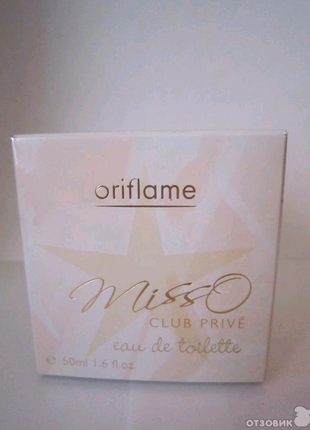 oriflame
MissO
CLUB PRIVÉ
eau de toilette
e 50ml 1.6 fl.oz.
ОТЗОВИК